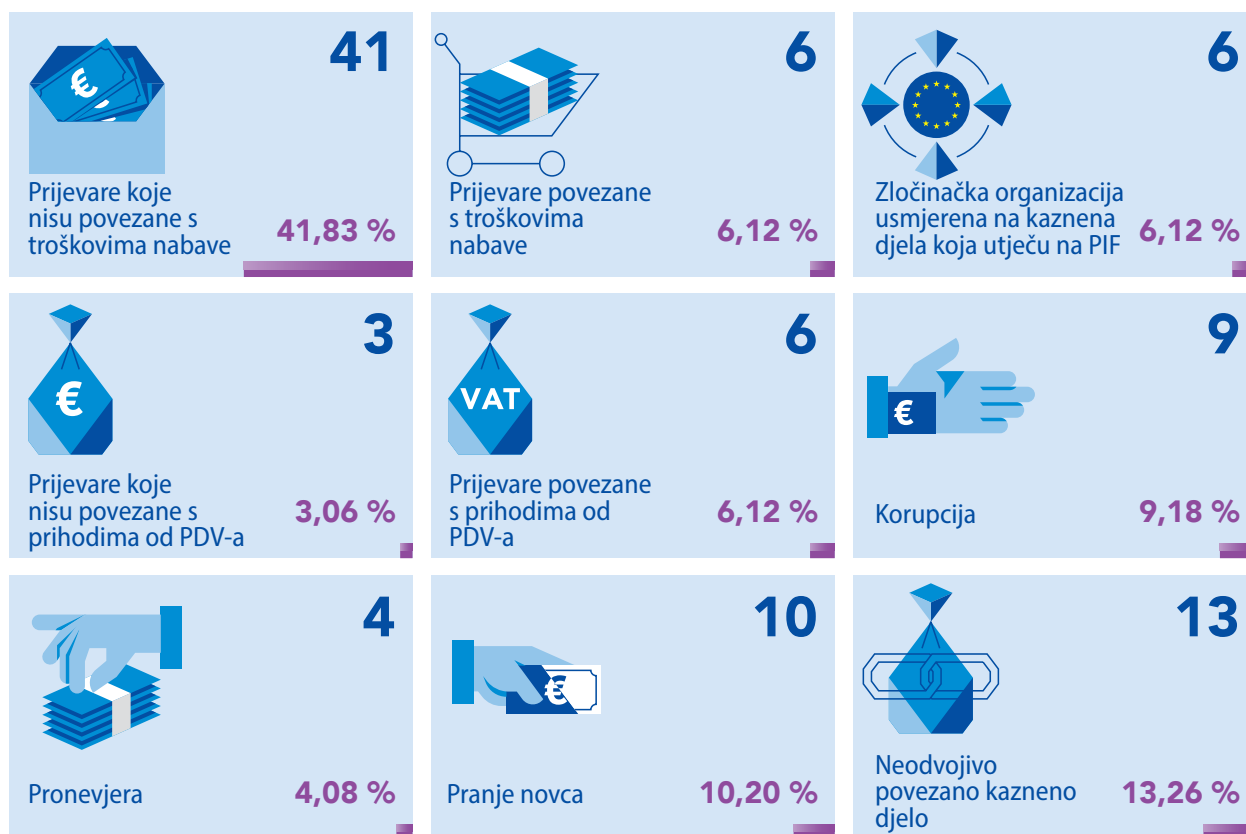 41
Prijevare koje
nisu povezane s
troškovima nabave
41,83 %
6
Prijevare povezane
s troškovima
nabave
6,12 %
6
Zločinačka organizacija
usmjerena na kaznena
djela koja utječu na PIF
6,12 %
3
€
Prijevare koje
nisu povezane s
prihodima od PDV-a
3,06 %
6
VAT
Prijevare povezane
s prihodima od
PDV-a
6,12 %
9
€
Korupcija
9,18 %
4
Pronevjera
4,08 %
10
€
Pranje novca
10,20 %
13
Neodvojivo
povezano kazneno
djelo
13,26 %